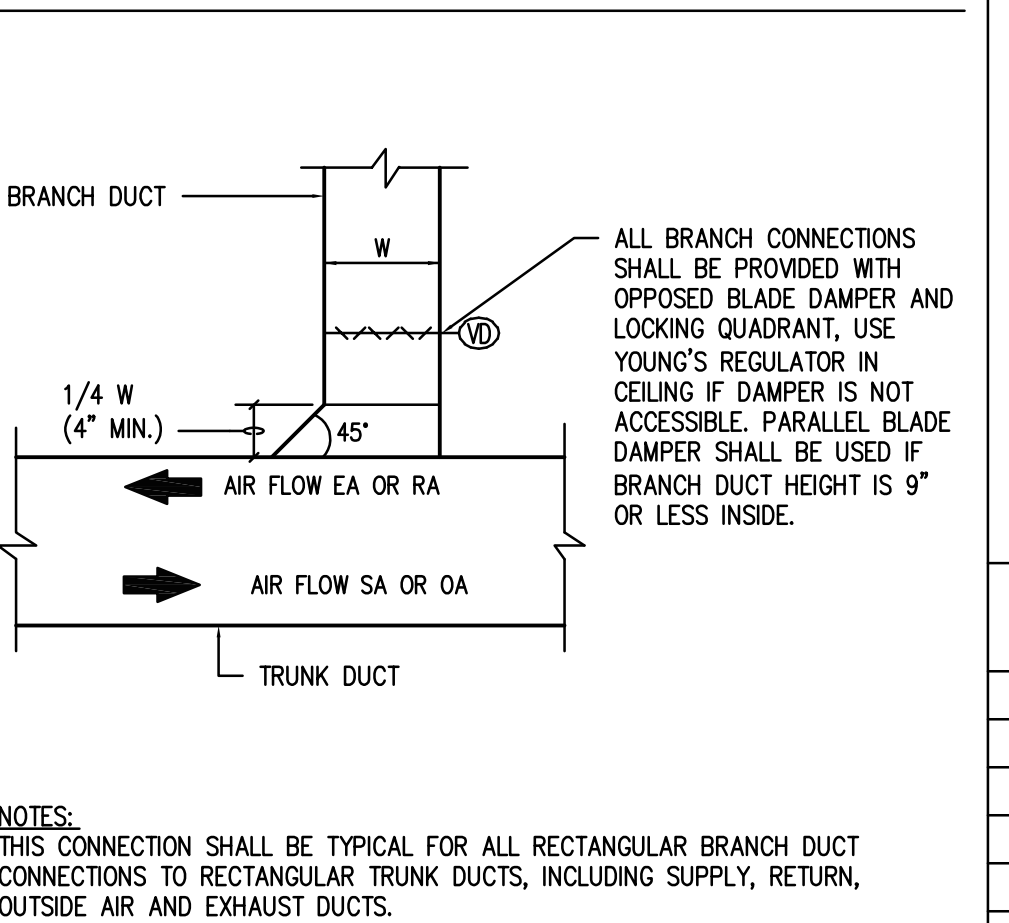 BRANCH DUCT
W
VD
ALL BRANCH CONNECTIONS
SHALL BE PROVIDED WITH
OPPOSED BLADE DAMPER AND
LOCKING QUADRANT, USE
YOUNG'S REGULATOR IN
CEILING IF DAMPER IS NOT
ACCESSIBLE. PARALLEL BLADE
DAMPER SHALL BE USED IF
BRANCH DUCT HEIGHT IS 9"
OR LESS INSIDE.
1/4 W
(4" MIN.)
45°
AIR FLOW EA OR RA
AIR FLOW SA OR OA
TRUNK DUCT
NOTES:
THIS CONNECTION SHALL BE TYPICAL FOR ALL RECTANGULAR BRANCH DUCT
CONNECTIONS TO RECTANGULAR TRUNK DUCTS, INCLUDING SUPPLY, RETURN,
OUTSIDE AIR AND EXHAUST DUCTS.